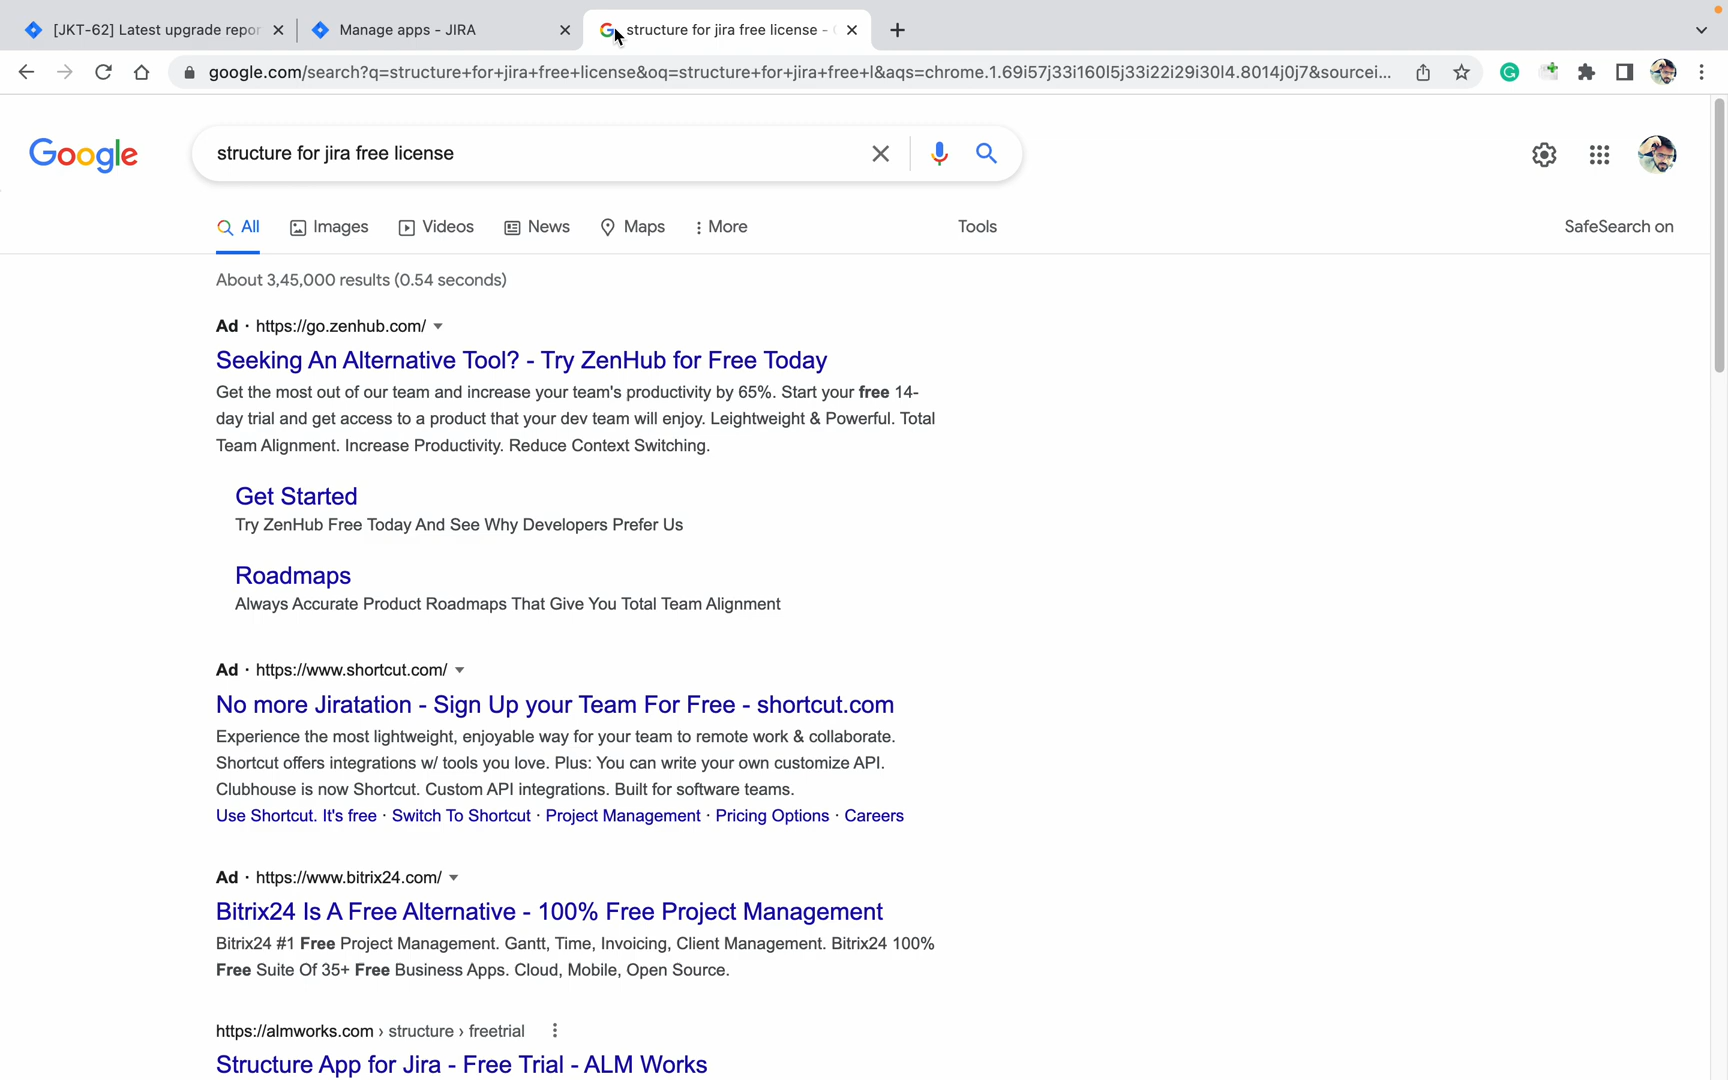 [JKT-62] Latest upgrade repor
Manage apps - JIRA
structure for jira free license -
google.com/search?q=structure+for+jira+free+license&oq=structure+for+jira+free+l&aqs=chrome.1.69i57j33i160l5j33i22i29i30l4.8014j0j7&sourcei...
Google
structure for jira free license
All
Images
Videos
News
Maps
More
Tools
SafeSearch on
About 3,45,000 results (0.54 seconds)
Ad · https://go.zenhub.com/
Seeking An Alternative Tool? - Try ZenHub for Free Today
Get the most out of our team and increase your team's productivity by 65%. Start your free 14-
day trial and get access to a product that your dev team will enjoy. Leightweight & Powerful. Total
Team Alignment. Increase Productivity. Reduce Context Switching.
Get Started
Try ZenHub Free Today And See Why Developers Prefer Us
Roadmaps
Always Accurate Product Roadmaps That Give You Total Team Alignment
Ad · https://www.shortcut.com/
No more Jiratation - Sign Up your Team For Free - shortcut.com
Experience the most lightweight, enjoyable way for your team to remote work & collaborate.
Shortcut offers integrations w/ tools you love. Plus: You can write your own customize API.
Clubhouse is now Shortcut. Custom API integrations. Built for software teams.
Use Shortcut. It's free · Switch To Shortcut · Project Management · Pricing Options · Careers
Ad · https://www.bitrix24.com/
Bitrix24 Is A Free Alternative - 100% Free Project Management
Bitrix24 #1 Free Project Management. Gantt, Time, Invoicing, Client Management. Bitrix24 100%
Free Suite Of 35+ Free Business Apps. Cloud, Mobile, Open Source.
https://almworks.com › structure › freetrial
Structure App for Jira - Free Trial - ALM Works